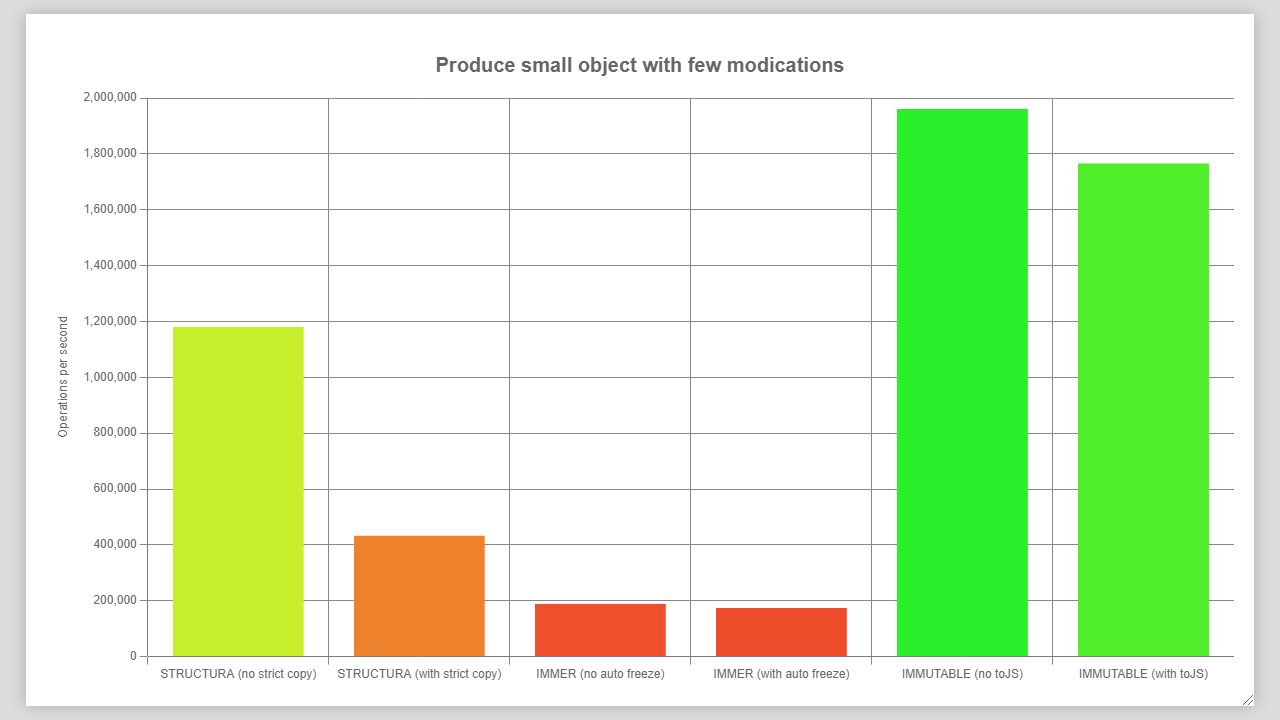 Produce small object with few modications
2,000,000
1,800,000
1,600,000
1,400,000
1,200,000
1,000,000
800,000
600,000
400,000
200,000
0
Operations per second
STRUCTURA (no strict copy)
STRUCTURA (with strict copy)
IMMER (no auto freeze)
IMMER (with auto freeze)
IMMUTABLE (no toJS)
IMMUTABLE (with toJS)